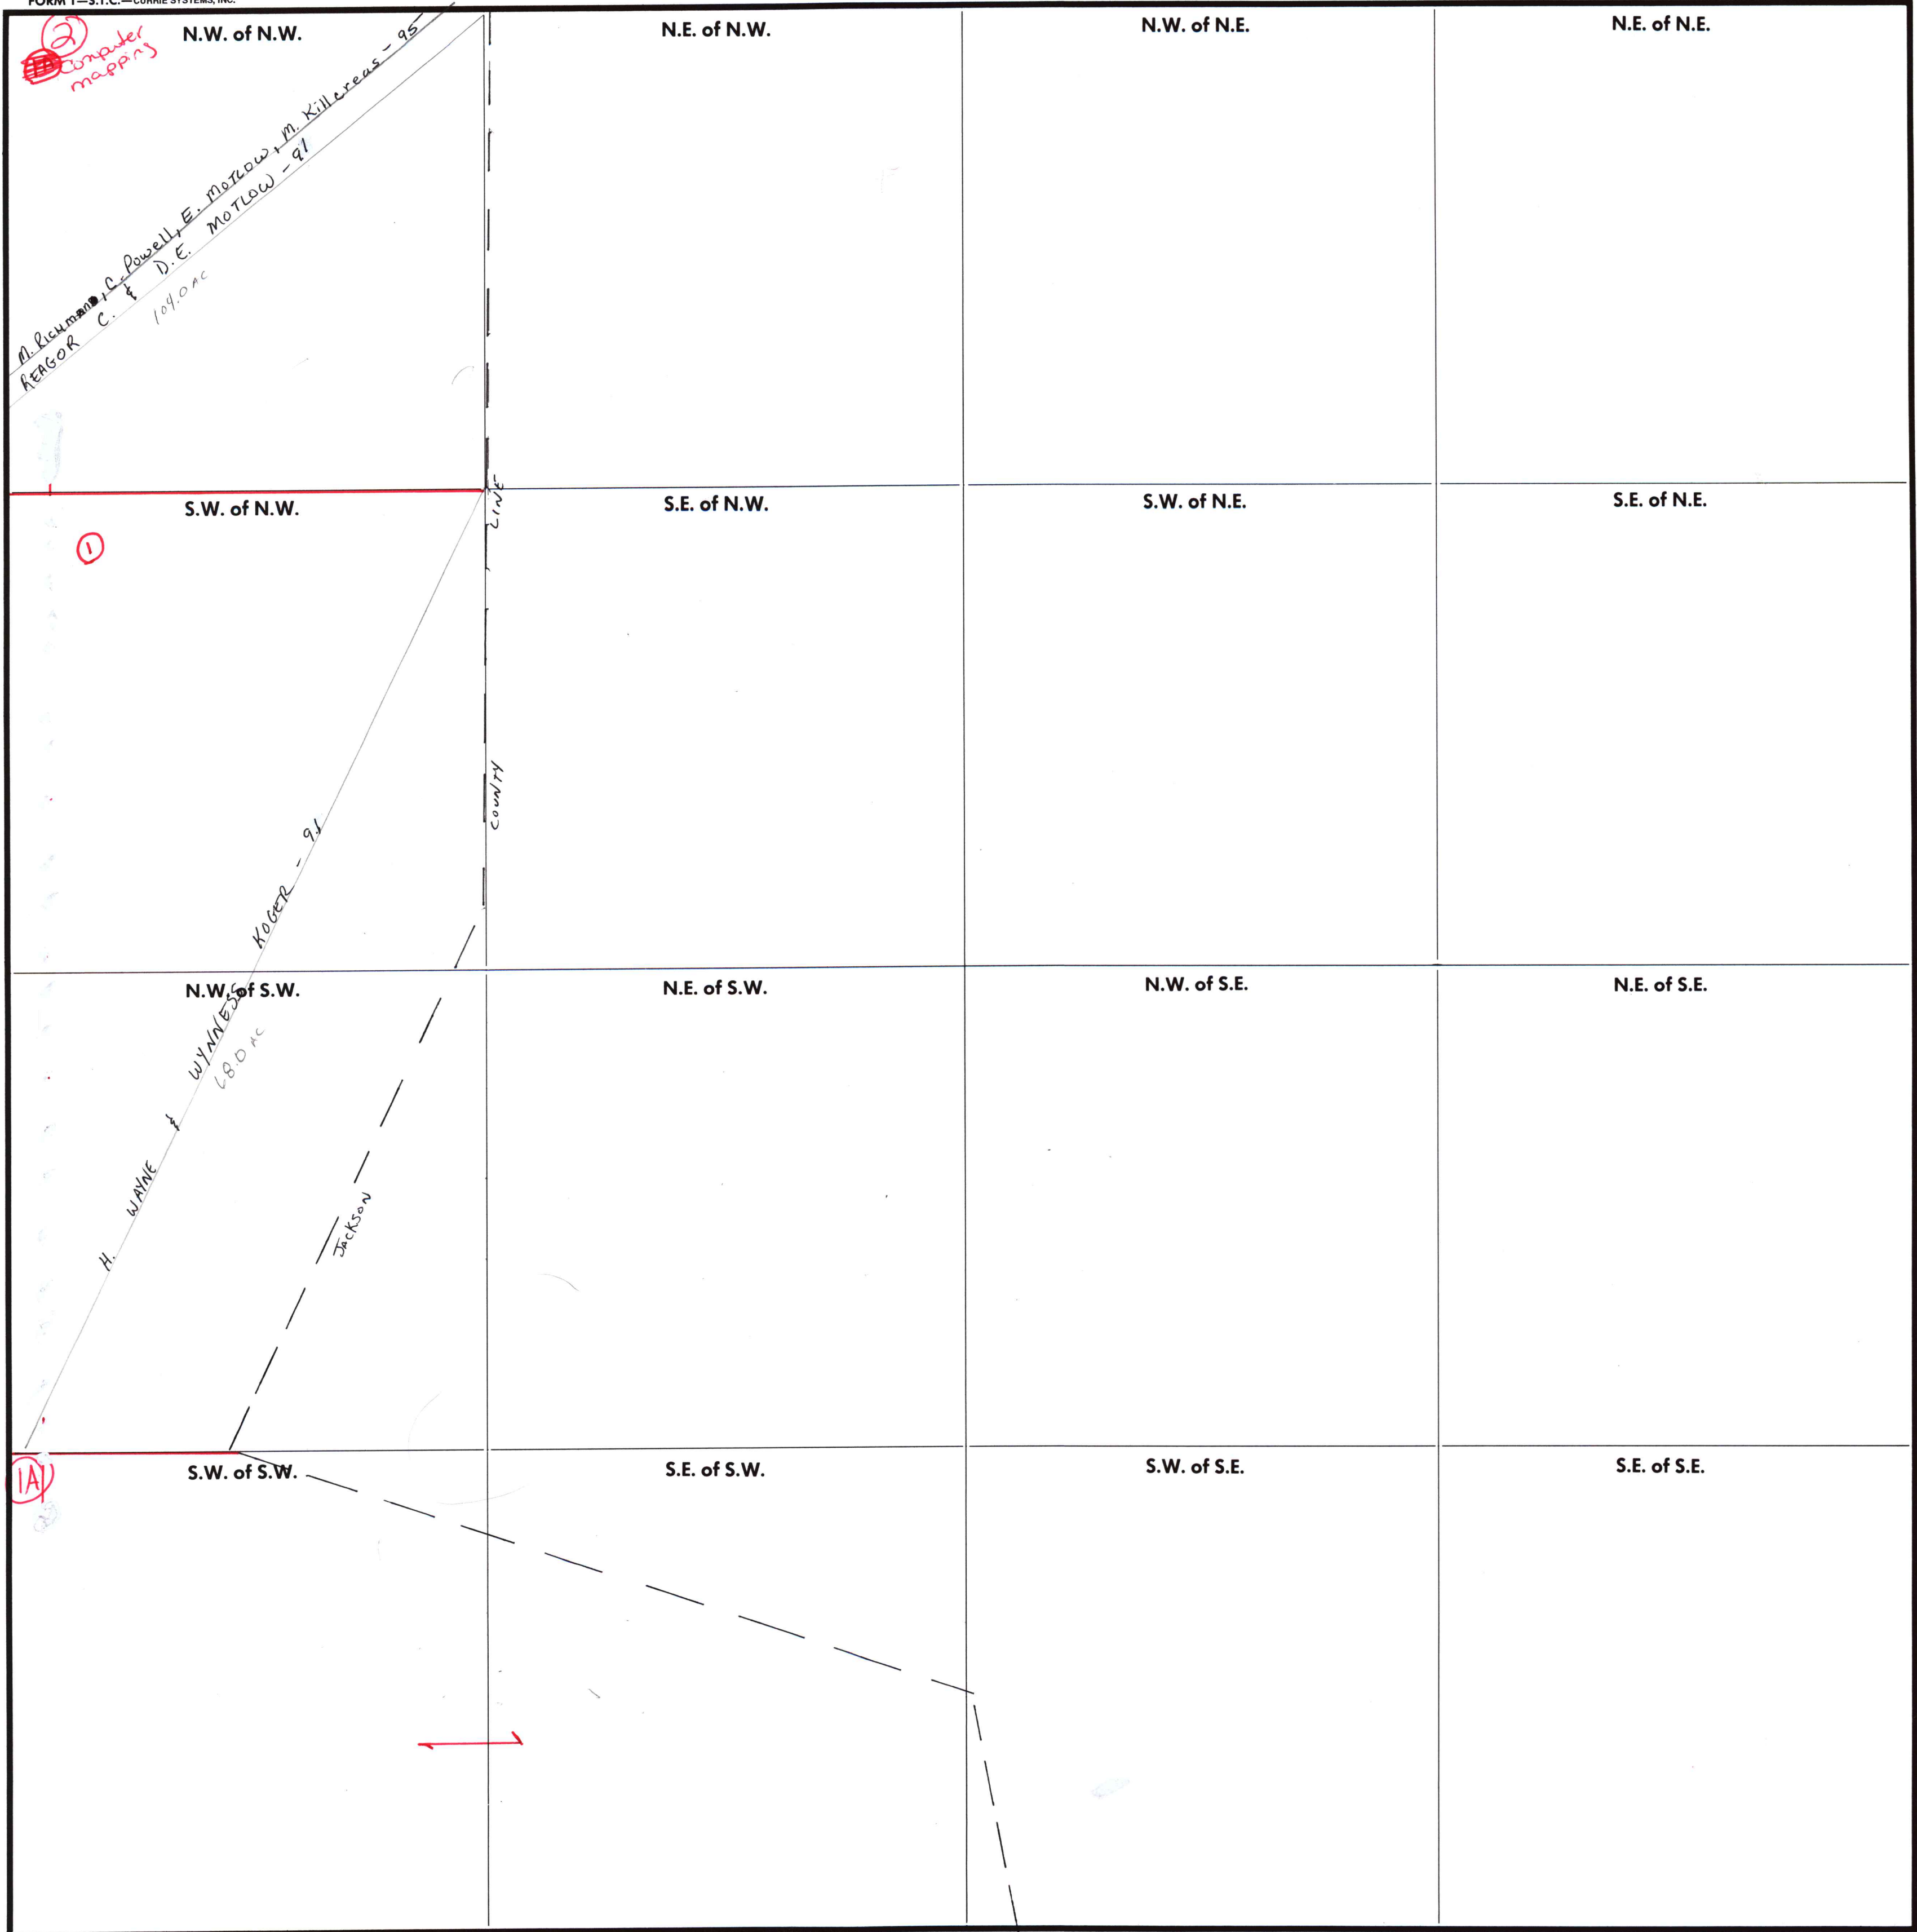 FORM 1—S.T.C.—CURRIE SYSTEMS, INC.
N.W. of N.W.
N.E. of N.W.
N.W. of N.E.
N.E. of N.E.
2
Computer
mapping
M. Richmond, C. Powell, E. MOTLOW, M. Killcreas - 95
REAGOR C. & D.E. MOTLOW - 91
104.0 AC
S.W. of N.W.
S.E. of N.W.
S.W. of N.E.
S.E. of N.E.
1
LINE
COUNTY
JACKSON
N.W. of S.W.
N.E. of S.W.
N.W. of S.E.
N.E. of S.E.
H. WAYNE & WYNNESS KOGER - 91
68.0 AC
S.W. of S.W.
S.E. of S.W.
S.W. of S.E.
S.E. of S.E.
1A